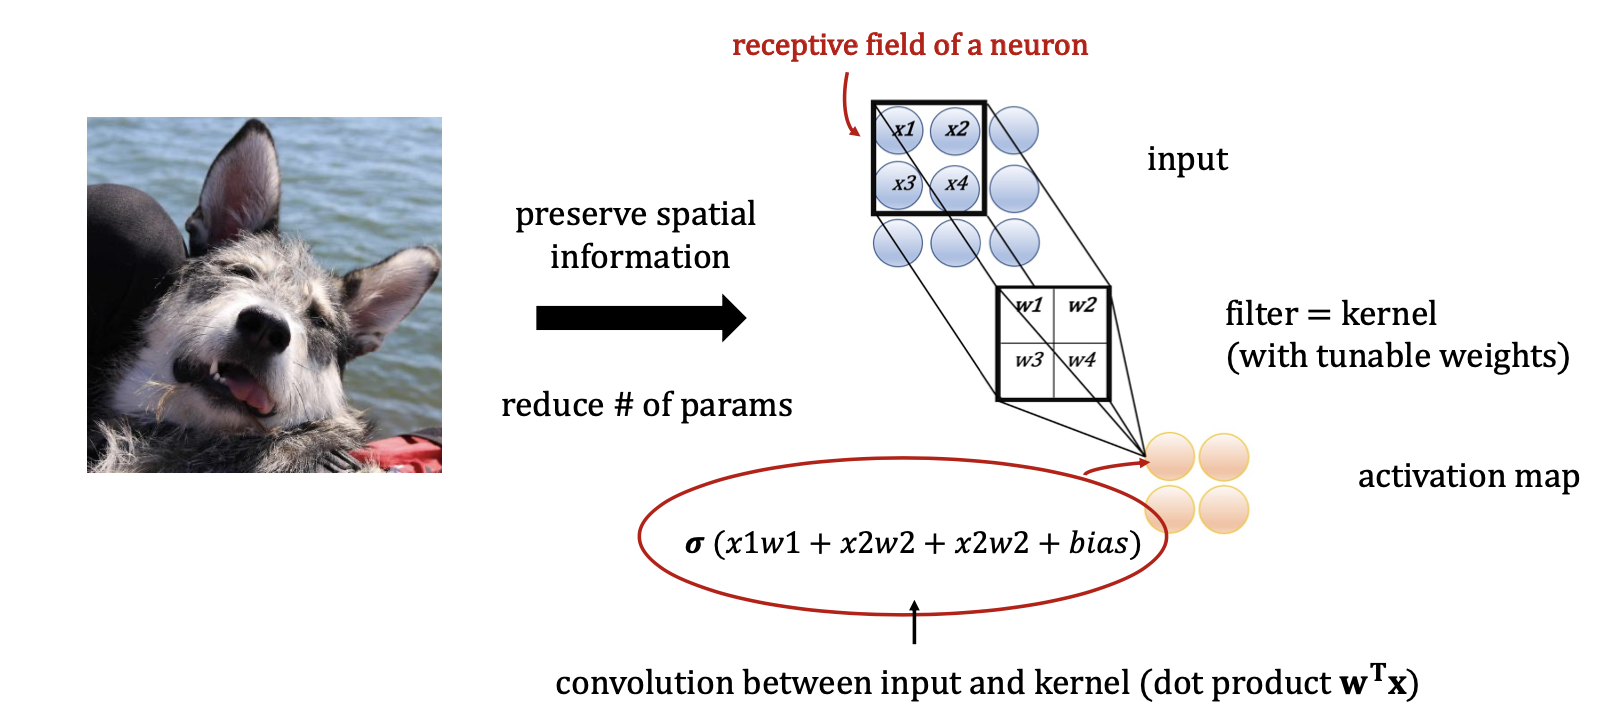 receptive field of a neuron
x1 x2
x3 x4
input
preserve spatial
information
reduce # of params
w1 w2
w3 w4
filter = kernel
(with tunable weights)
activation map
σ (x1w1 + x2w2 + x2w2 + bias)
convolution between input and kernel (dot product wᵀx)